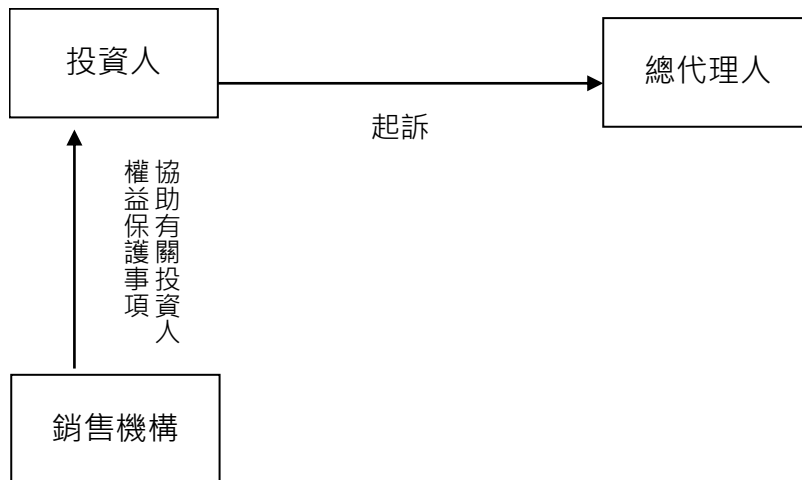 投資人
總代理人
起訴
協助有關投資人
權益保護事項
銷售機構